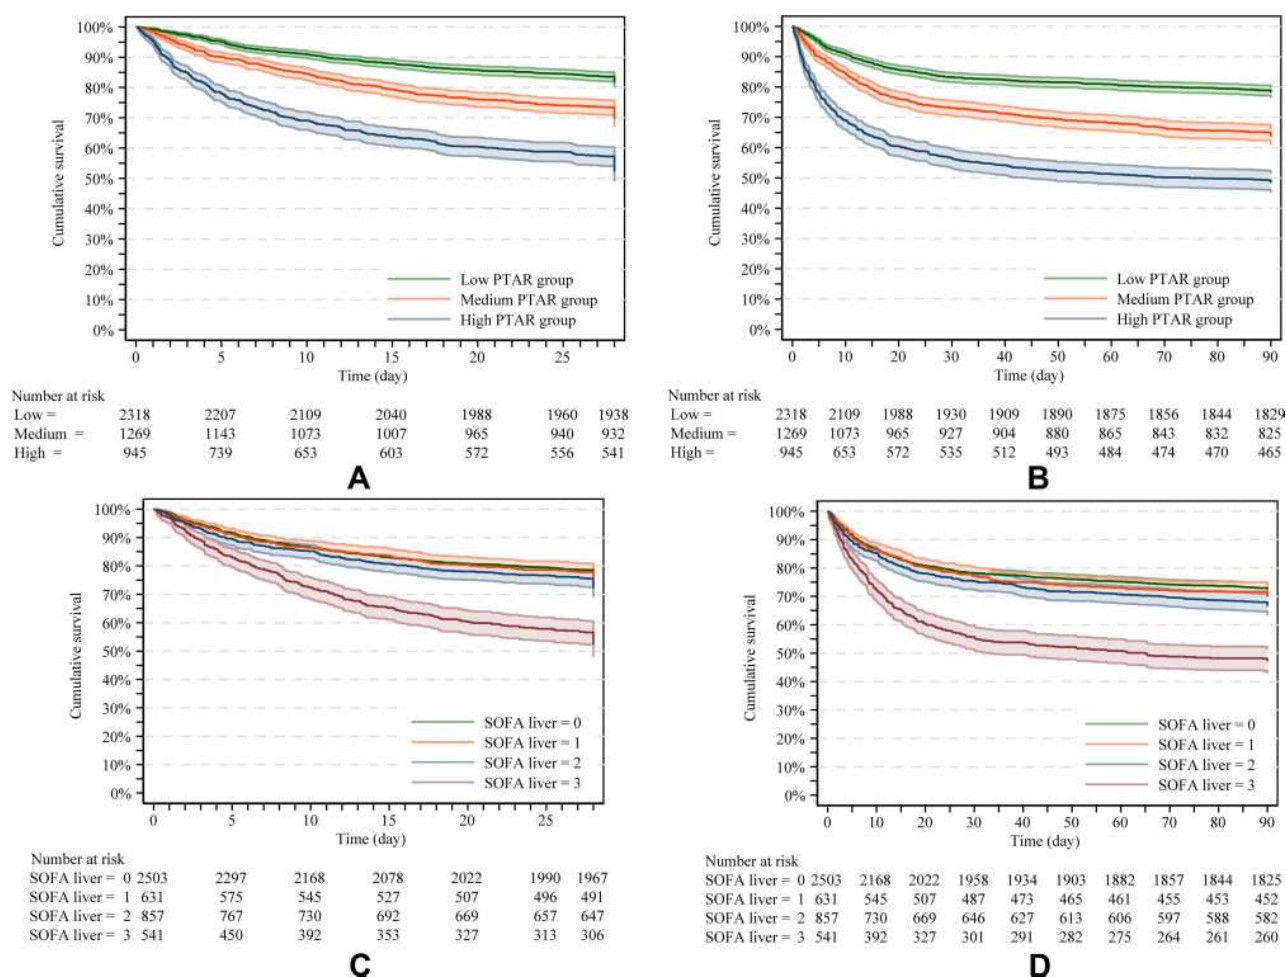 100%
90%
80%
70%
60%
50%
40%
30%
20%
10%
0%
Cumulative survival
Low PTAR group
Medium PTAR group
High PTAR group
0 5 10 15 20 25
Time (day)
Number at risk
Low = 2318 2207 2109 2040 1988 1960 1938
Medium = 1269 1143 1073 1007 965 940 932
High = 945 739 653 603 572 556 541
A
100%
90%
80%
70%
60%
50%
40%
30%
20%
10%
0%
Cumulative survival
Low PTAR group
Medium PTAR group
High PTAR group
0 10 20 30 40 50 60 70 80 90
Time (day)
Number at risk
Low = 2318 2109 1988 1930 1909 1890 1875 1856 1844 1829
Medium = 1269 1073 965 927 904 880 865 843 832 825
High = 945 653 572 535 512 493 484 474 470 465
B
100%
90%
80%
70%
60%
50%
40%
30%
20%
10%
0%
Cumulative survival
SOFA liver = 0
SOFA liver = 1
SOFA liver = 2
SOFA liver = 3
0 5 10 15 20 25
Time (day)
Number at risk
SOFA liver = 0 2503 2297 2168 2078 2022 1990 1967
SOFA liver = 1 631 575 545 527 507 496 491
SOFA liver = 2 857 767 730 692 669 657 647
SOFA liver = 3 541 450 392 353 327 313 306
C
100%
90%
80%
70%
60%
50%
40%
30%
20%
10%
0%
Cumulative survival
SOFA liver = 0
SOFA liver = 1
SOFA liver = 2
SOFA liver = 3
0 10 20 30 40 50 60 70 80 90
Time (day)
Number at risk
SOFA liver = 0 2503 2168 2022 1958 1934 1903 1882 1857 1844 1825
SOFA liver = 1 631 545 507 487 473 465 461 455 453 452
SOFA liver = 2 857 730 669 646 627 613 606 597 588 582
SOFA liver = 3 541 392 327 301 291 282 275 264 261 260
D